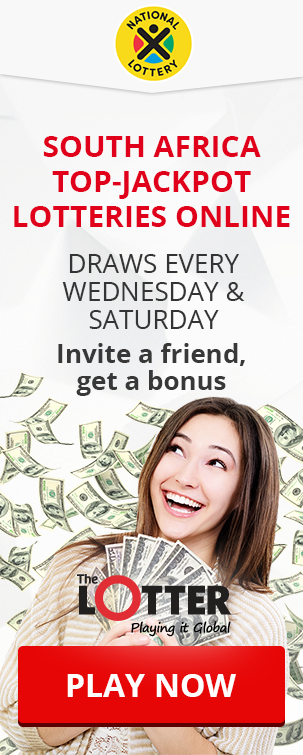 NATIONAL
LOTTERY
SOUTH AFRICA
TOP-JACKPOT
LOTTERIES ONLINE
DRAWS EVERY
WEDNESDAY &
SATURDAY
Invite a friend,
get a bonus
The
LOTTER
Playing it Global
PLAY NOW